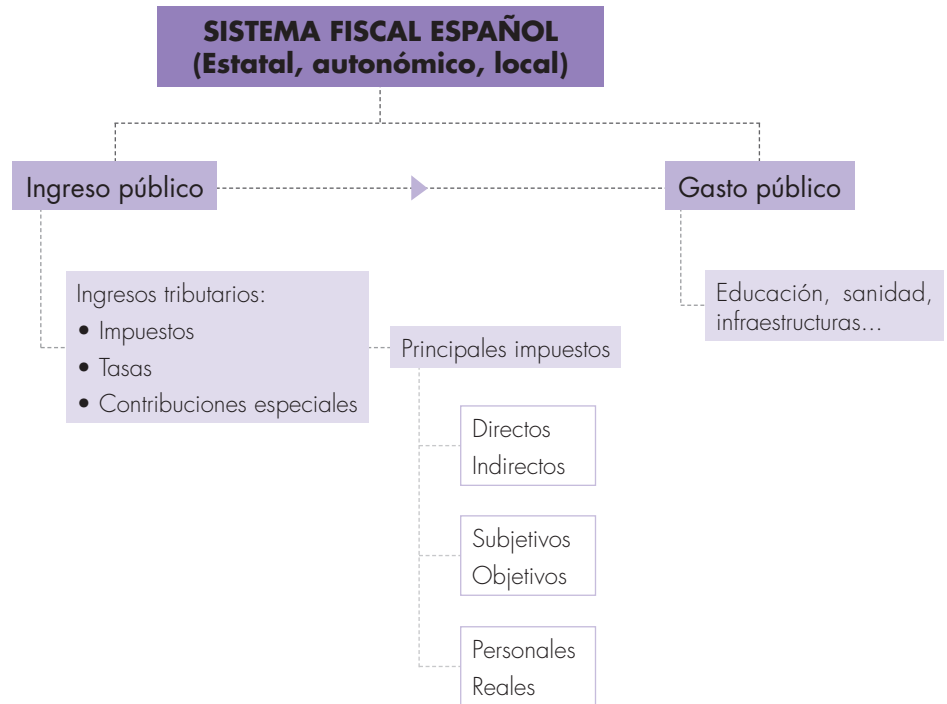 SISTEMA FISCAL ESPAÑOL
(Estatal, autonómico, local)
Ingreso público
Gasto público
Ingresos tributarios:
• Impuestos
• Tasas
• Contribuciones especiales
Principales impuestos
Educación, sanidad,
infraestructuras...
Directos
Indirectos
Subjetivos
Objetivos
Personales
Reales